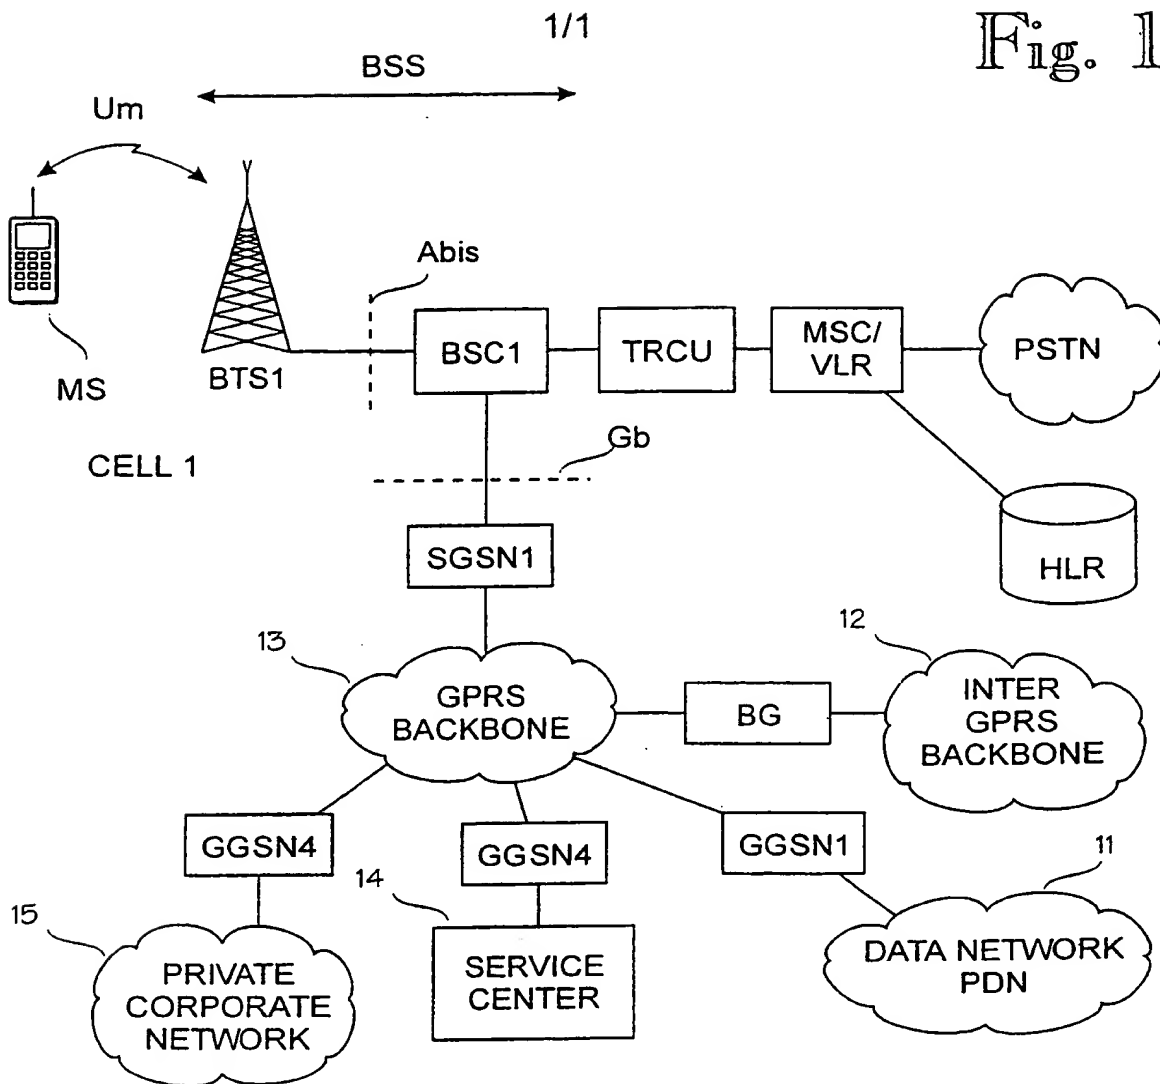 1/1
Fig. 1
BSS
Um
Abis
BSC1
TRCU
MSC/
VLR
PSTN
BTS1
MS
CELL 1
Gb
SGSN1
HLR
13
GPRS
BACKBONE
BG
12
INTER
GPRS
BACKBONE
GGSN4
GGSN4
GGSN1
15
PRIVATE
CORPORATE
NETWORK
14
SERVICE
CENTER
11
DATA NETWORK
PDN